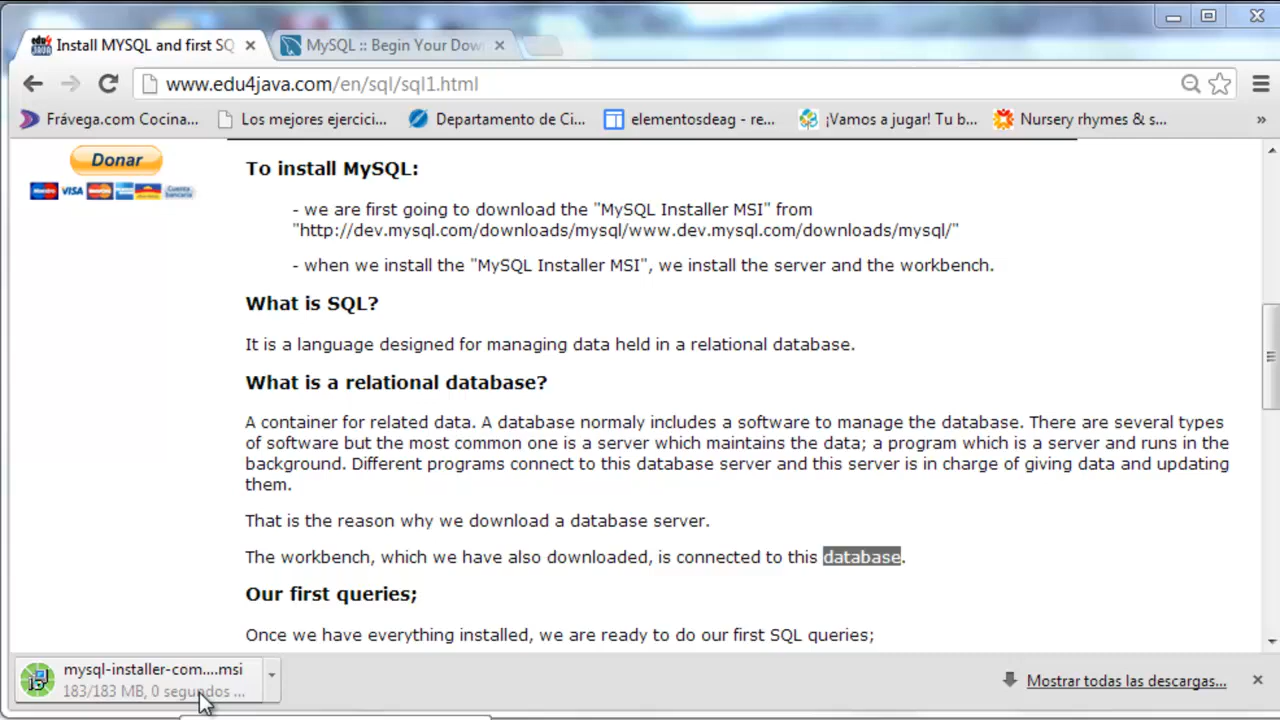 Install MYSQL and first SQ
MySQL :: Begin Your Dow
www.edu4java.com/en/sql/sql1.html
Frávega.com Cocina...
Los mejores ejercici...
Departamento de Ci...
elementosdeag - re...
¡Vamos a jugar! Tu b...
Nursery rhymes & s...
»
Donar
VISA
To install MySQL:
- we are first going to download the "MySQL Installer MSI" from
"http://dev.mysql.com/downloads/mysql/www.dev.mysql.com/downloads/mysql/"
- when we install the "MySQL Installer MSI", we install the server and the workbench.
What is SQL?
It is a language designed for managing data held in a relational database.
What is a relational database?
A container for related data. A database normaly includes a software to manage the database. There are several types
of software but the most common one is a server which maintains the data; a program which is a server and runs in the
background. Different programs connect to this database server and this server is in charge of giving data and updating
them.
That is the reason why we download a database server.
The workbench, which we have also downloaded, is connected to this database.
Our first queries;
Once we have everything installed, we are ready to do our first SQL queries;
mysql-installer-com....msi
183/183 MB, 0 segundos ...
Mostrar todas las descargas...